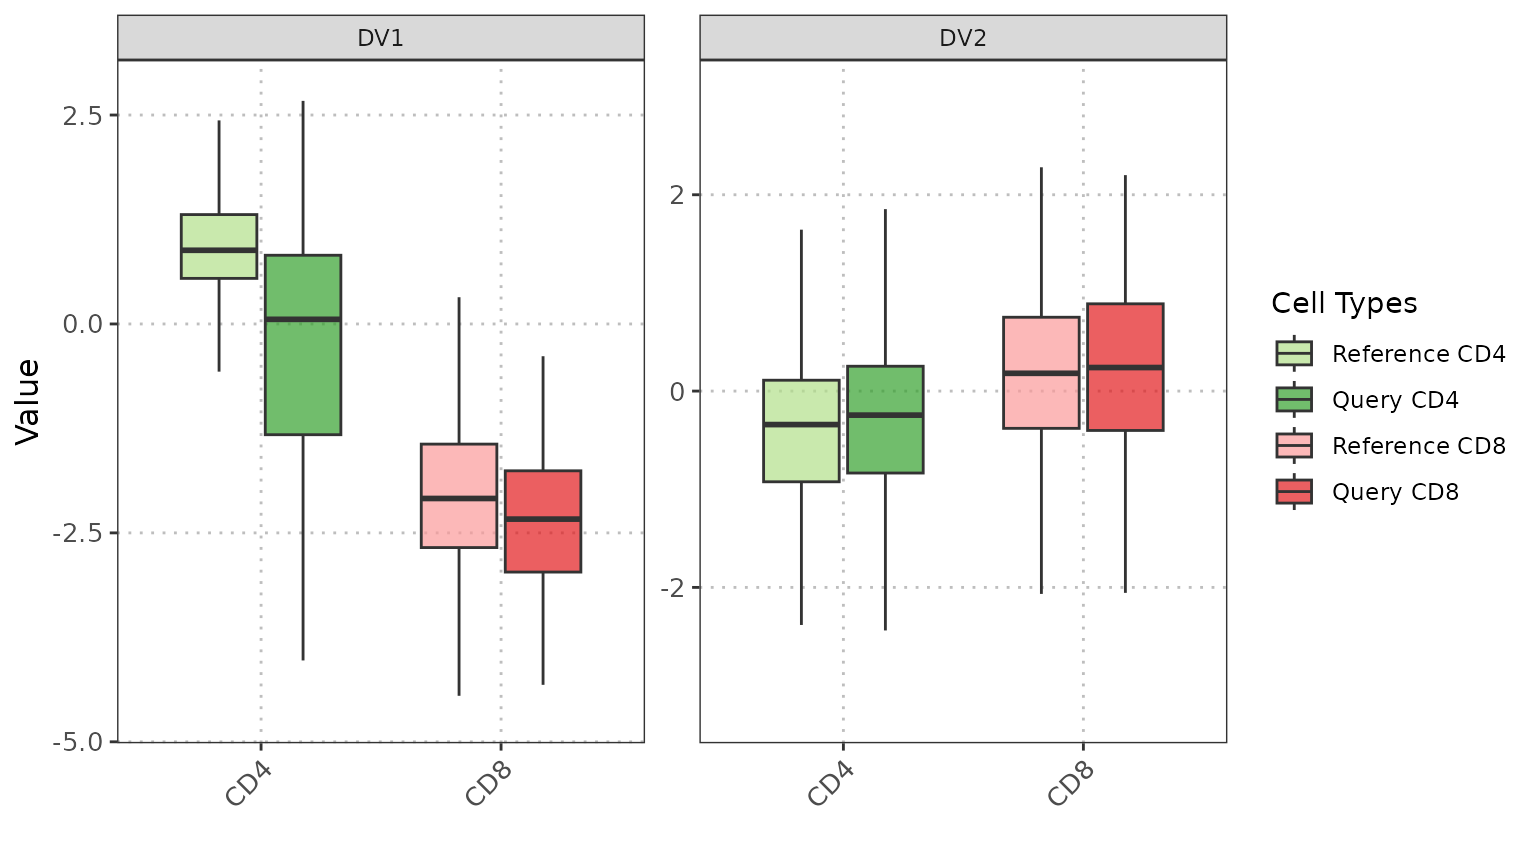 DV1
DV2
Value
2.5
0.0
-2.5
-5.0
2
0
-2
CD4
CD8
CD4
CD8
Cell Types
Reference CD4
Query CD4
Reference CD8
Query CD8